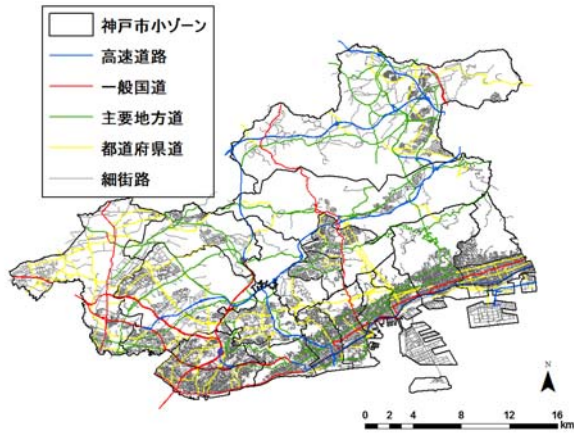 神戸市小ゾーン
高速道路
一般国道
主要地方道
都道府県道
細街路
N
0 2 4 8 12 16
km